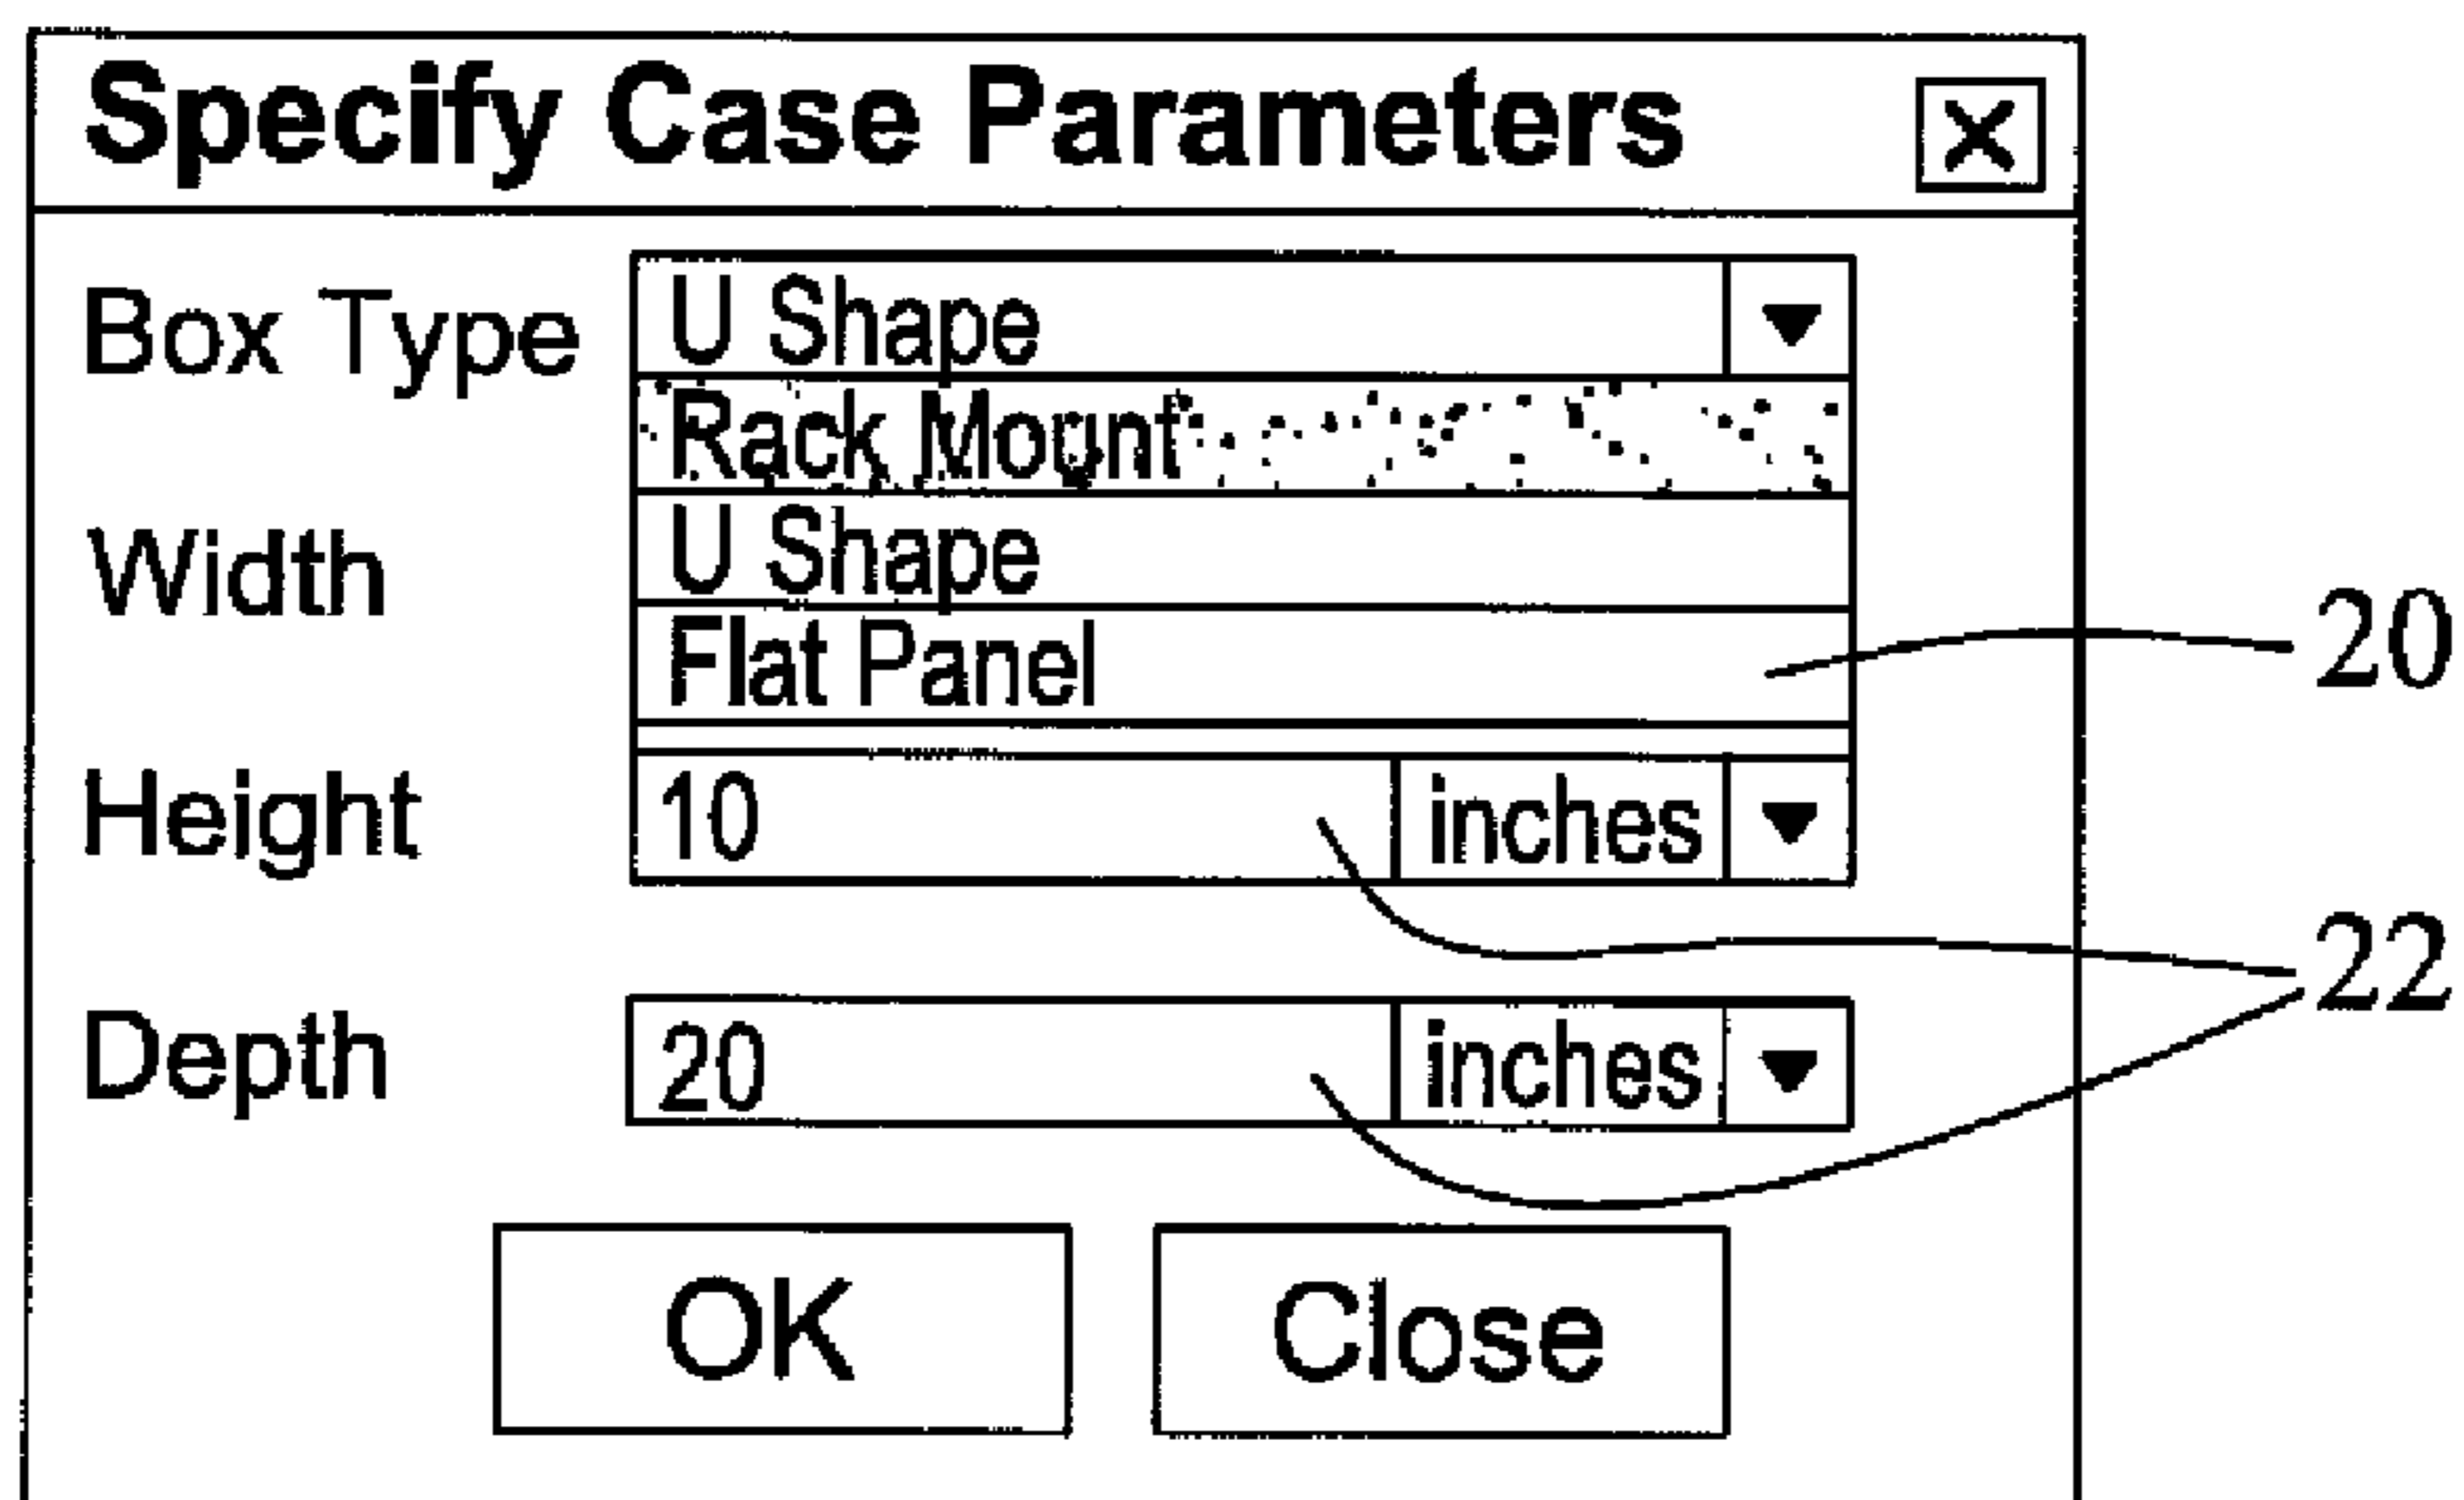 Specify Case Parameters
Box Type U Shape
Rack Mount
Width U Shape
Flat Panel 20
Height 10 inches
22
Depth 20 inches
OK Close